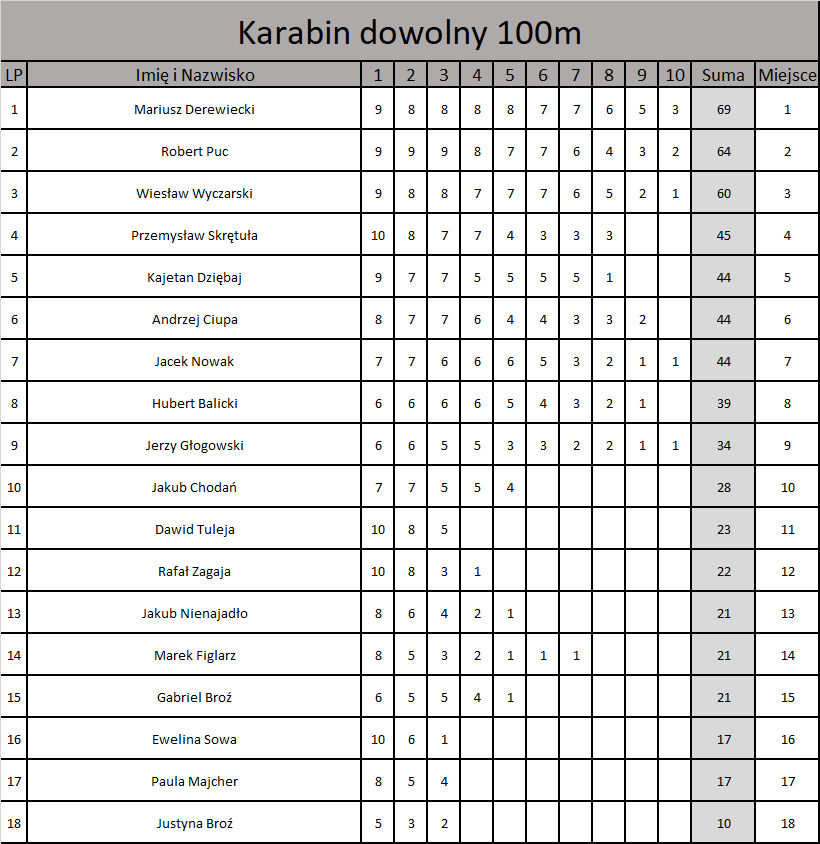 Karabin dowolny 100m
LP Imię i Nazwisko 1 2 3 4 5 6 7 8 9 10 Suma Miejsce
1 Mariusz Derewiecki 9 8 8 8 8 7 7 6 5 3 69 1
2 Robert Puc 9 9 9 8 7 7 6 4 3 2 64 2
3 Wiesław Wyczarski 9 8 8 7 7 7 6 5 2 1 60 3
4 Przemysław Skrętuła 10 8 7 7 4 3 3 3 45 4
5 Kajetan Dziębaj 9 7 7 5 5 5 5 1 44 5
6 Andrzej Ciupa 8 7 7 6 4 4 3 3 2 44 6
7 Jacek Nowak 7 7 6 6 6 5 3 2 1 1 44 7
8 Hubert Balicki 6 6 6 6 5 4 3 2 1 39 8
9 Jerzy Głogowski 6 6 5 5 3 3 2 2 1 1 34 9
10 Jakub Chodań 7 7 5 5 4 28 10
11 Dawid Tuleja 10 8 5 23 11
12 Rafał Zagaja 10 8 3 1 22 12
13 Jakub Nienajadło 8 6 4 2 1 21 13
14 Marek Figlarz 8 5 3 2 1 1 1 21 14
15 Gabriel Broź 6 5 5 4 1 21 15
16 Ewelina Sowa 10 6 1 17 16
17 Paula Majcher 8 5 4 17 17
18 Justyna Broź 5 3 2 10 18